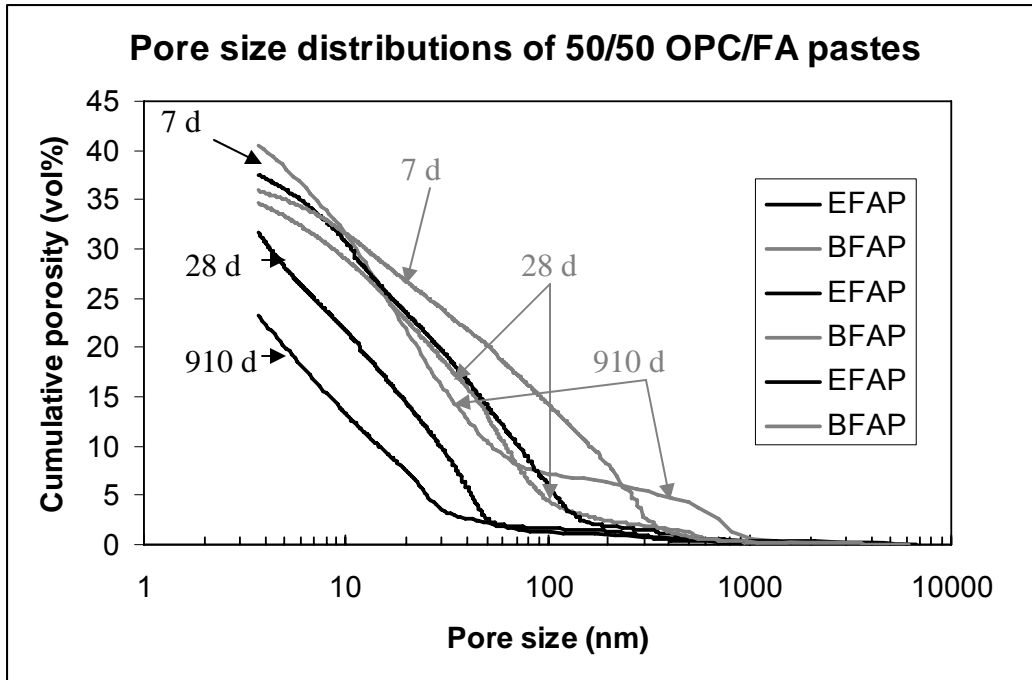 Pore size distributions of 50/50 OPC/FA pastes
Cumulative porosity (vol%)
45
40
35
30
25
20
15
10
5
0
7 d
28 d
910 d
7 d
28 d
910 d
EFAP
BFAP
EFAP
BFAP
EFAP
BFAP
1 10 100 1000 10000
Pore size (nm)